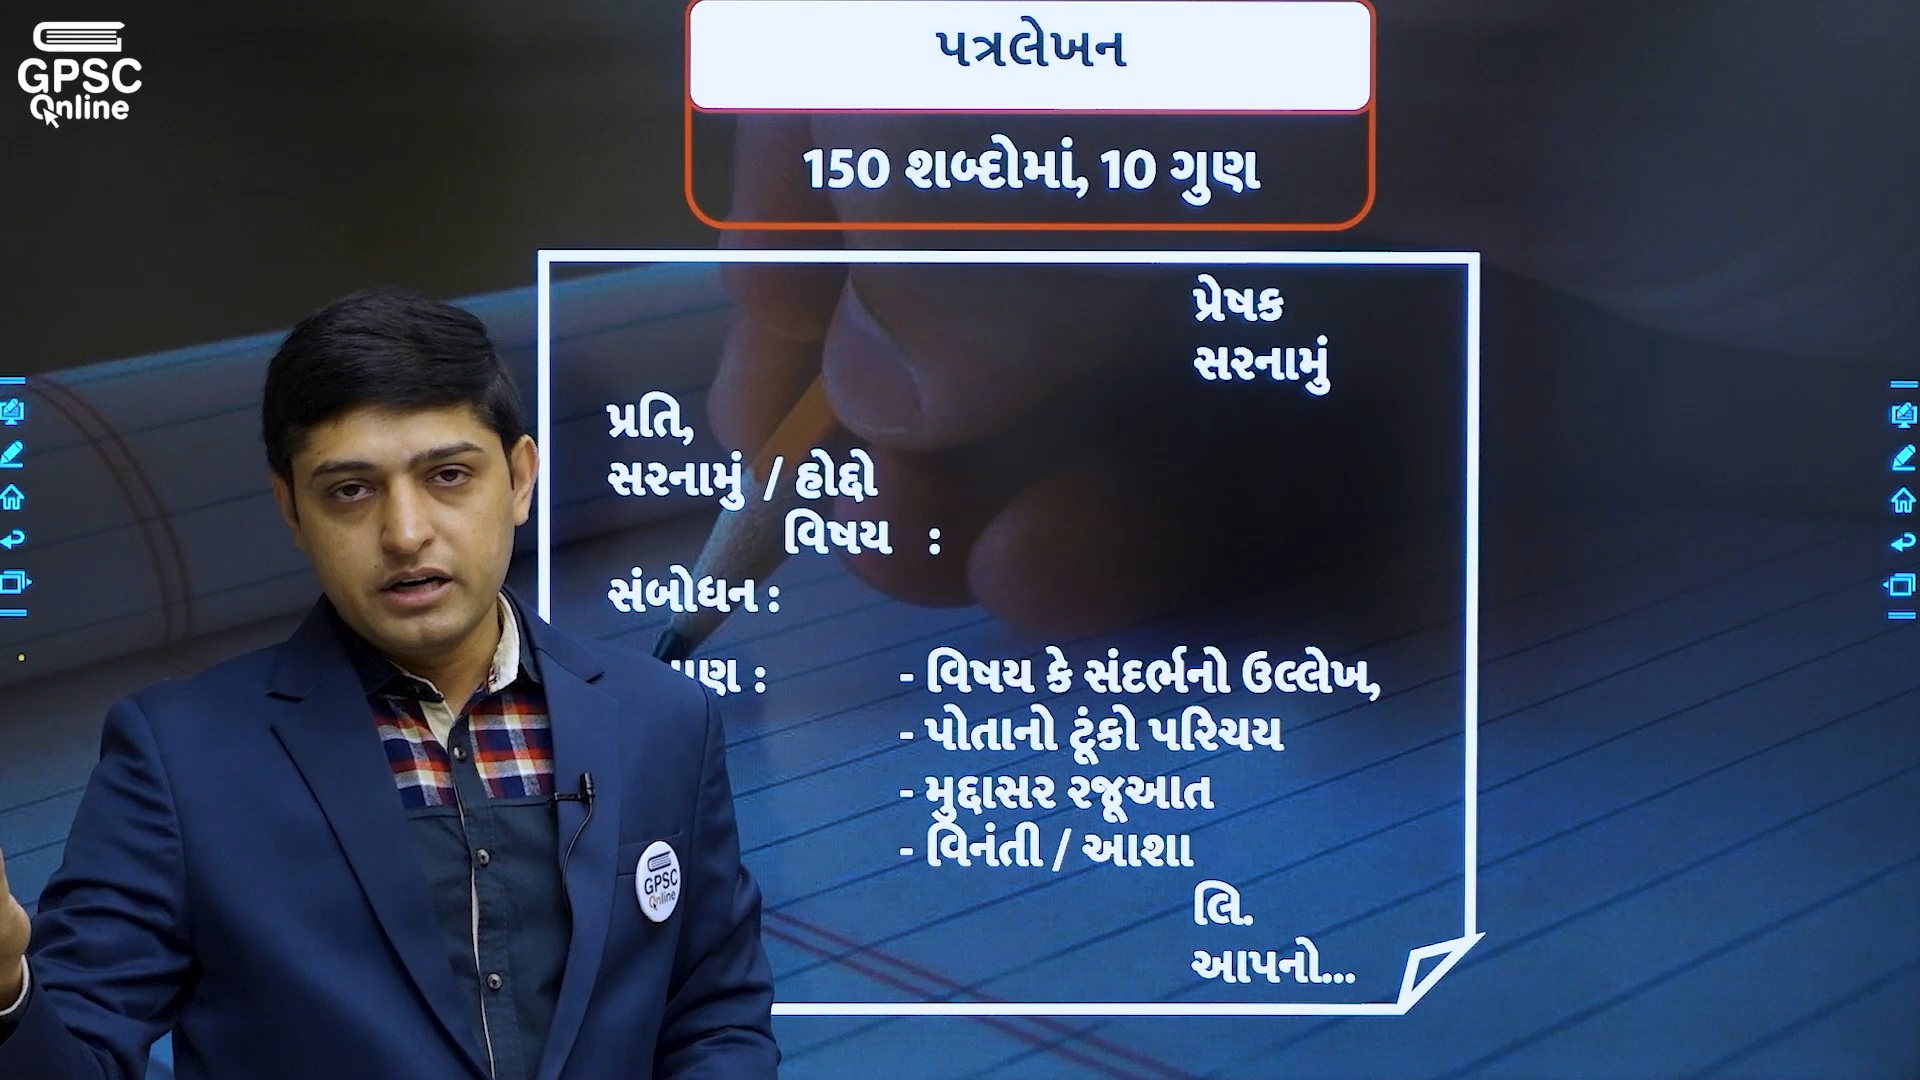 GPSC
Online
પત્રલેખન
150 શબ્દોમાં, 10 ગુણ
પ્રેષક
સરનામું
પ્રતિ,
સરનામું / હોદ્દો
વિષય :
સંબોધન :
- વિષય કે સંદર્ભનો ઉલ્લેખ,
- પોતાનો ટૂંકો પરિચય
- મુદ્દાસર રજૂઆત
- વિનંતી / આશા
લિ.
આપનો...
GPSC
Online